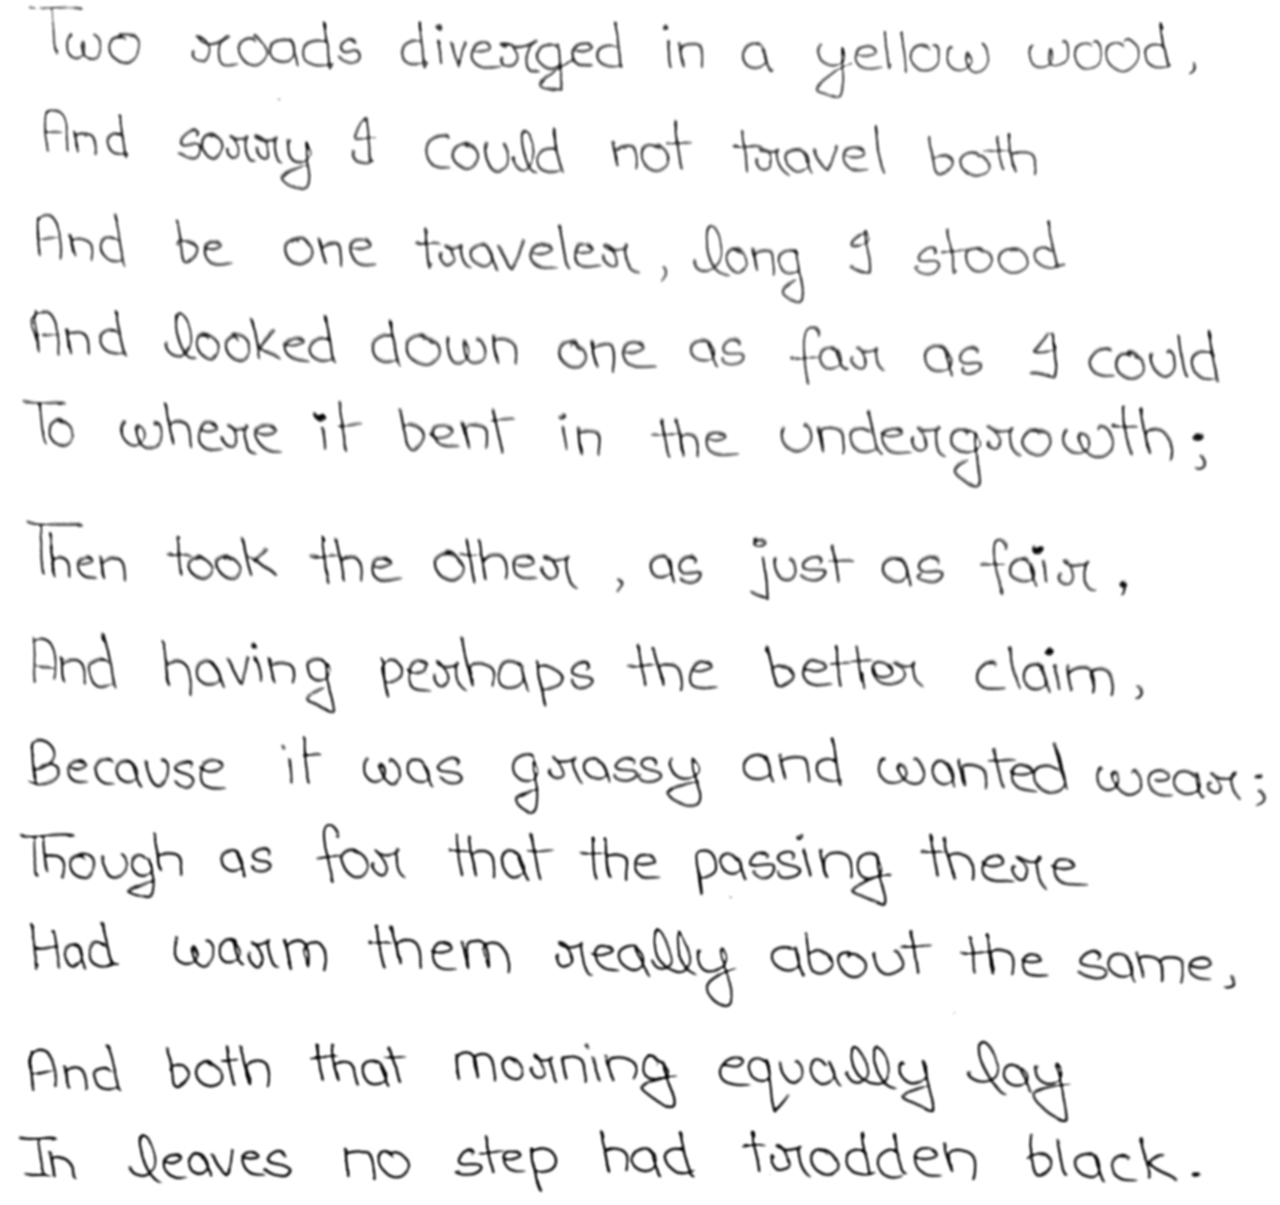 Two roads diverged in a yellow wood,
And sorry I could not travel both
And be one traveler, long I stood
And looked down one as far as I could
To where it bent in the undergrowth;
Then took the other, as just as fair.
And having perhaps the better claim,
Because it was grassy and wanted wear;
Though as for that the passing there
Had warm them really about the same,
And both that morning equally lay
In leaves no step had trodden black.